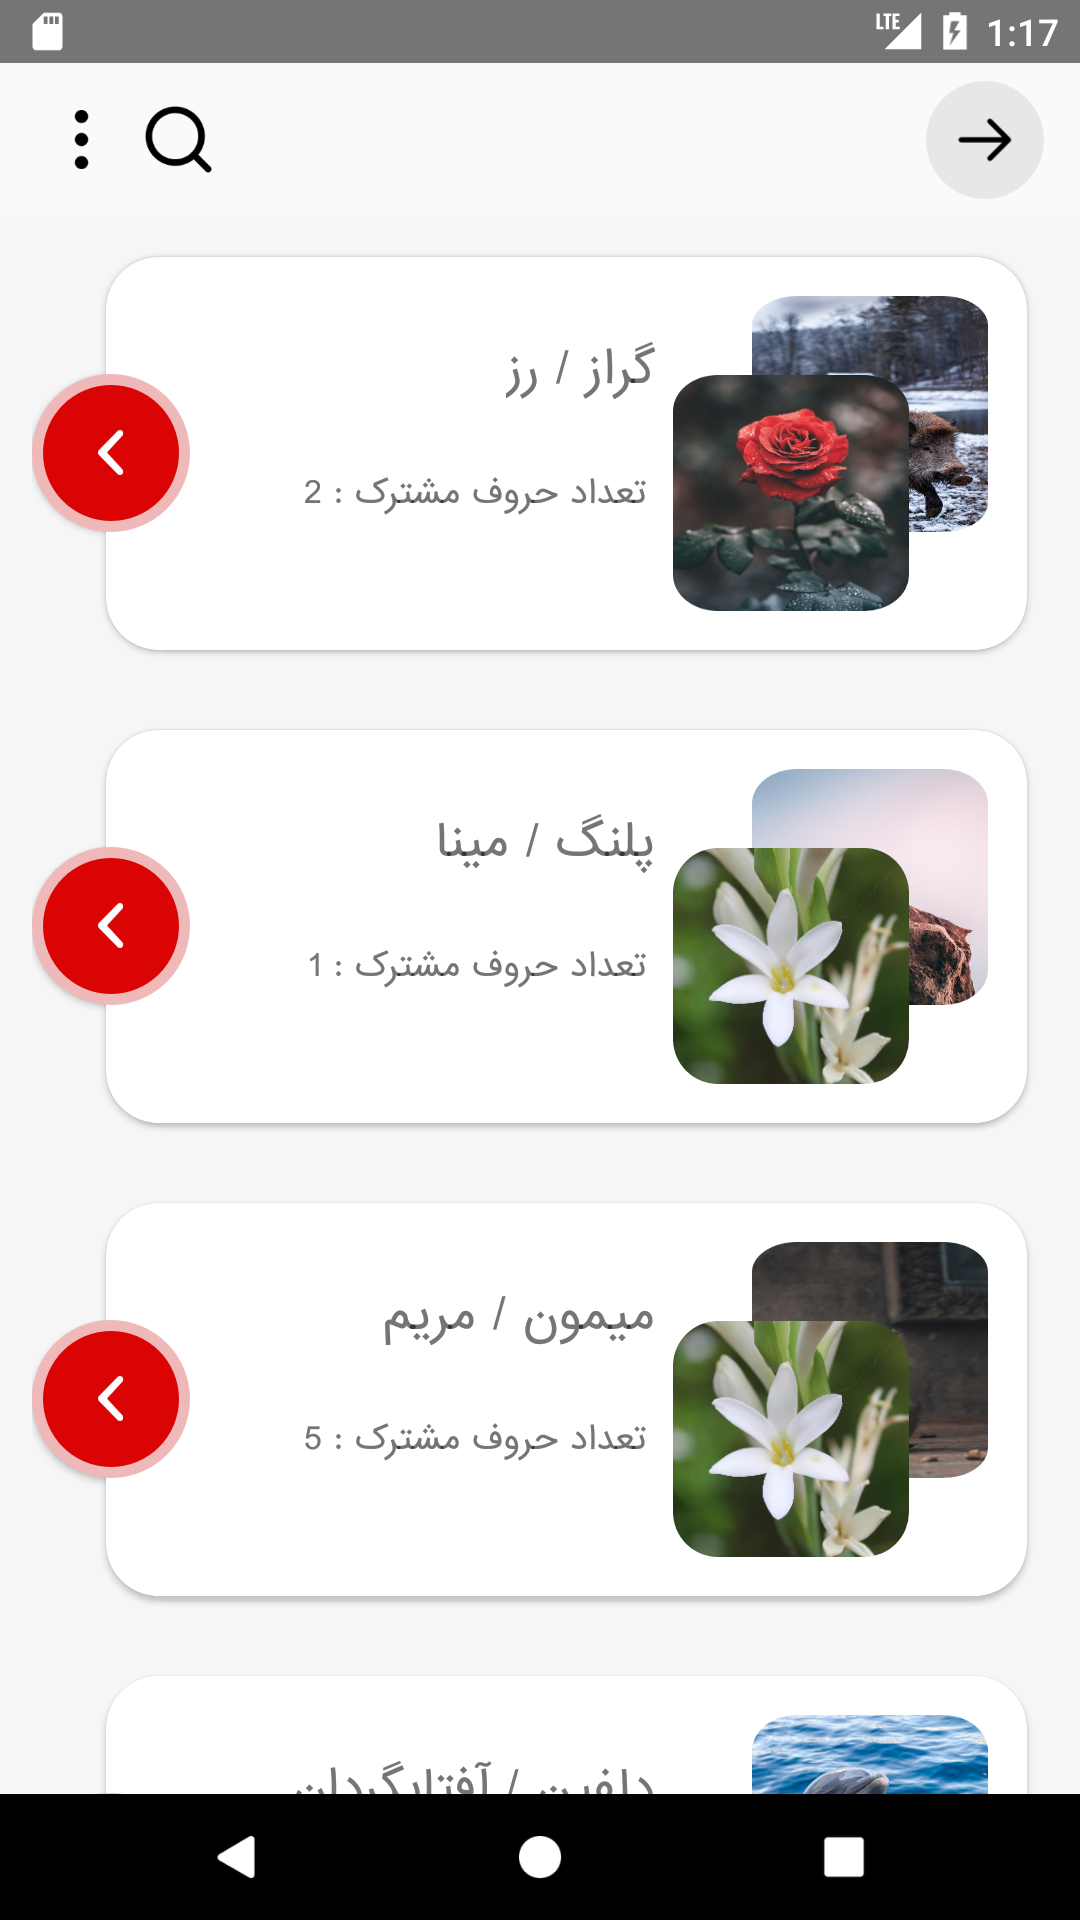 LTE 1:17
گراز / رز
تعداد حروف مشترک : 2
پلنگ / مینا
تعداد حروف مشترک : 1
میمون / مریم
تعداد حروف مشترک : 5
دلفین / آفتابگردان